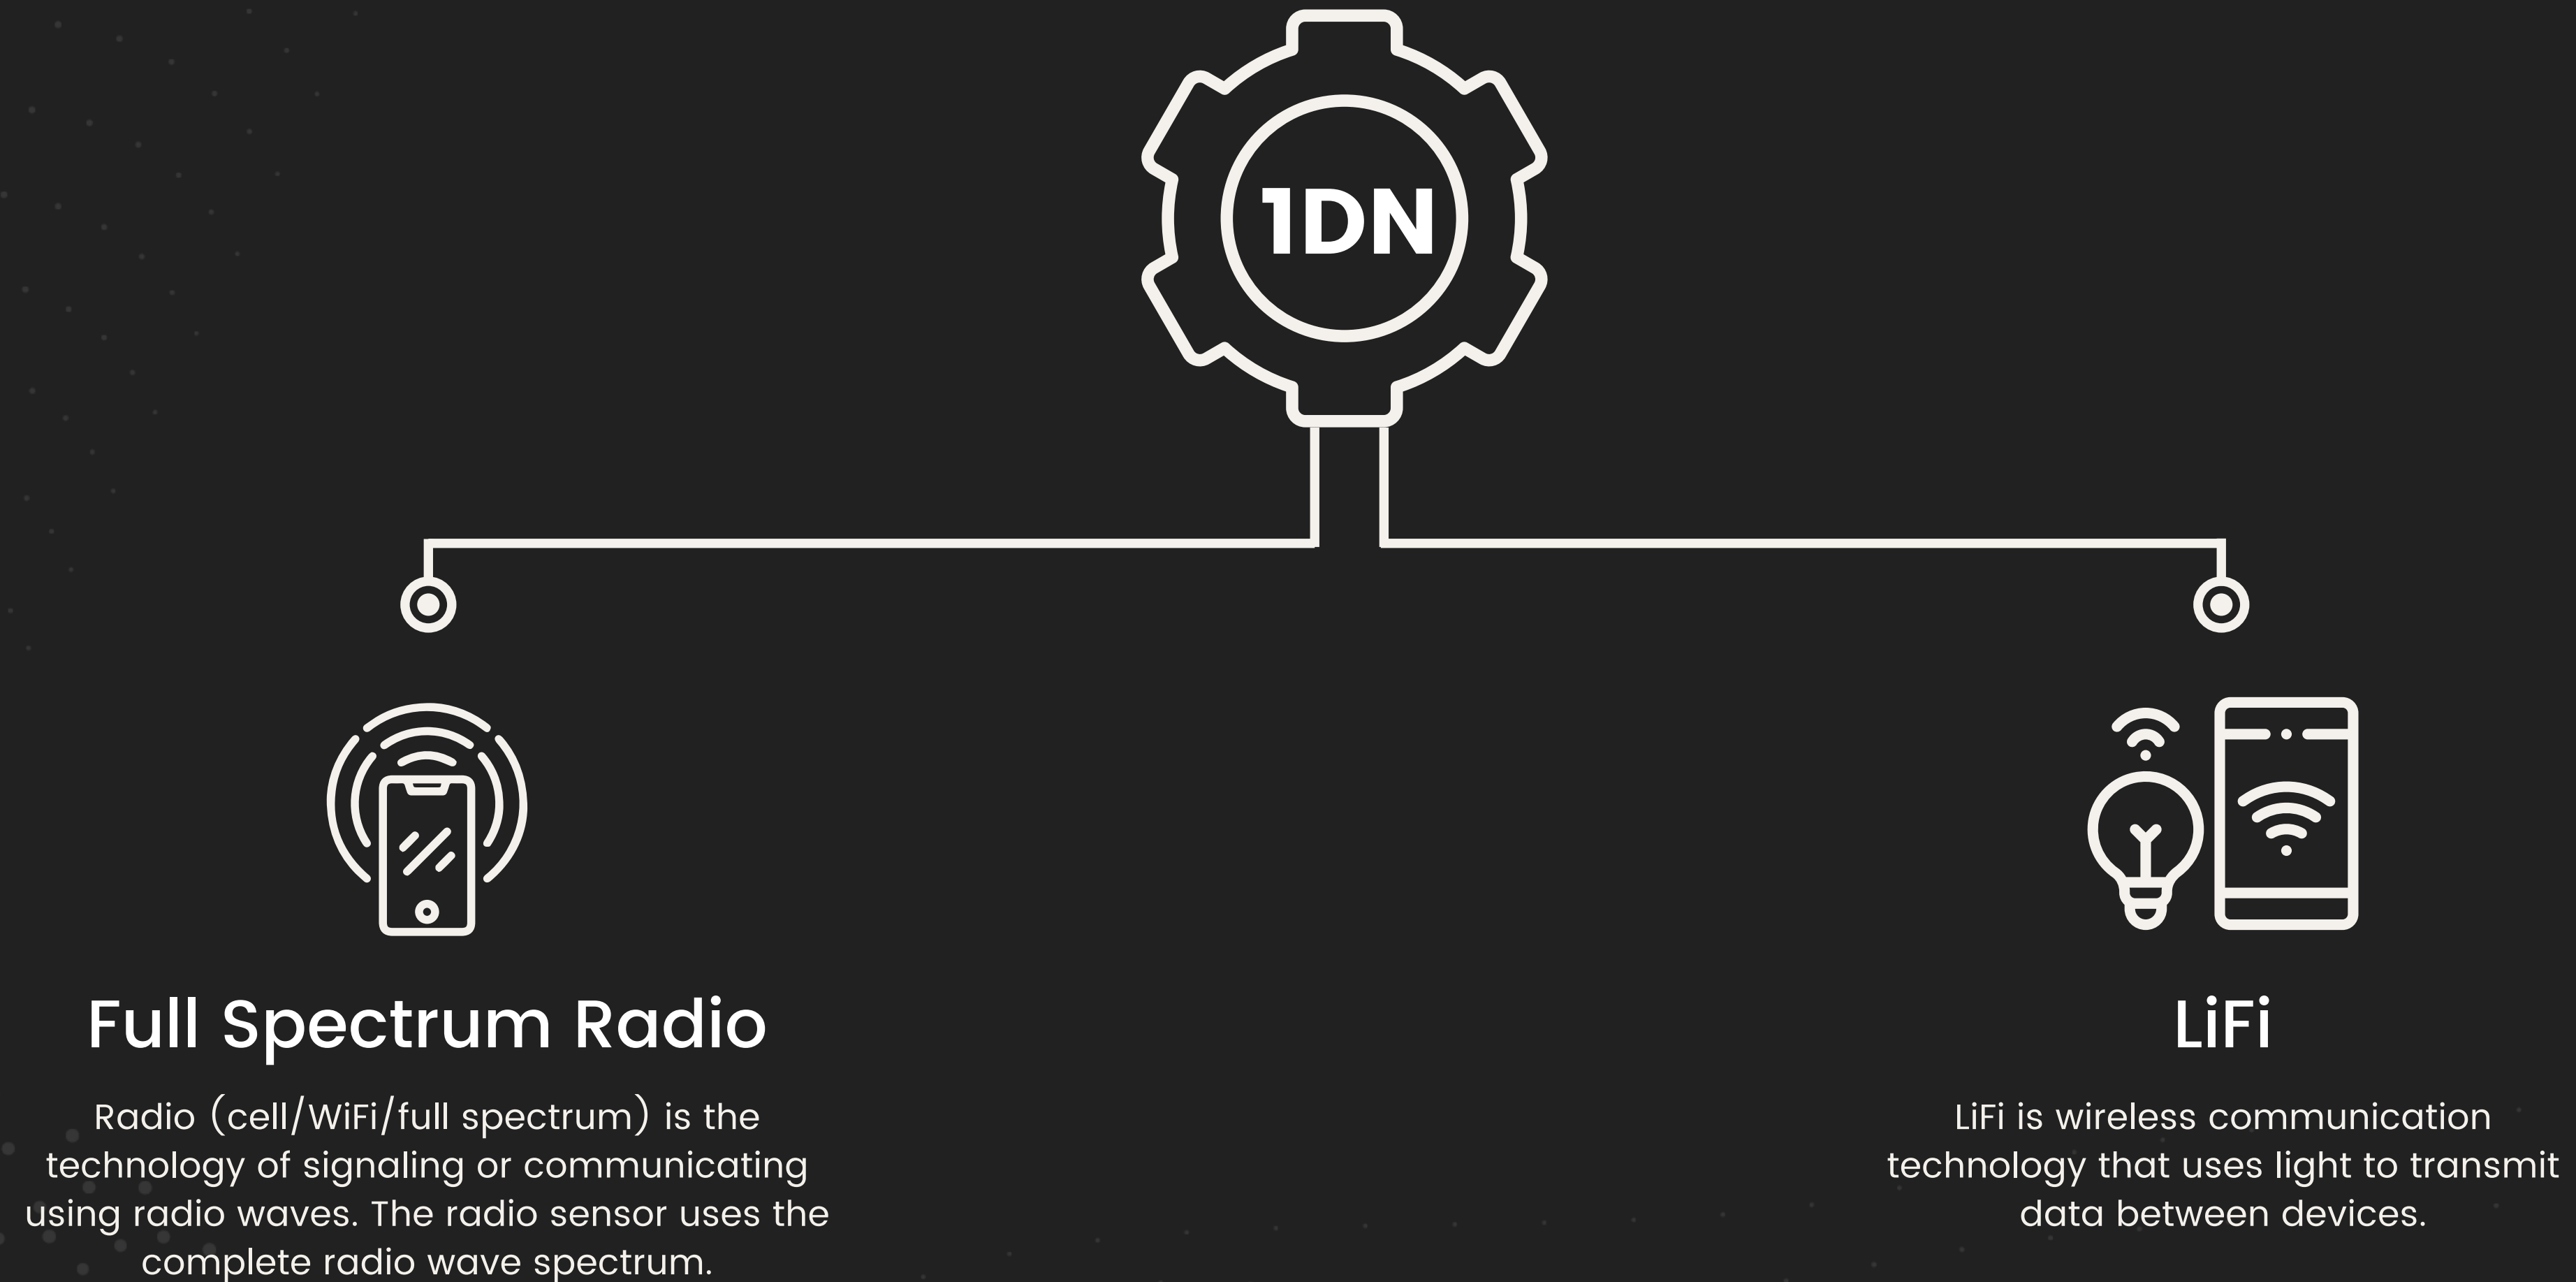 1DN
Full Spectrum Radio
Radio (cell/WiFi/full spectrum) is the
technology of signaling or communicating
using radio waves. The radio sensor uses the
complete radio wave spectrum.
LiFi
LiFi is wireless communication
technology that uses light to transmit
data between devices.